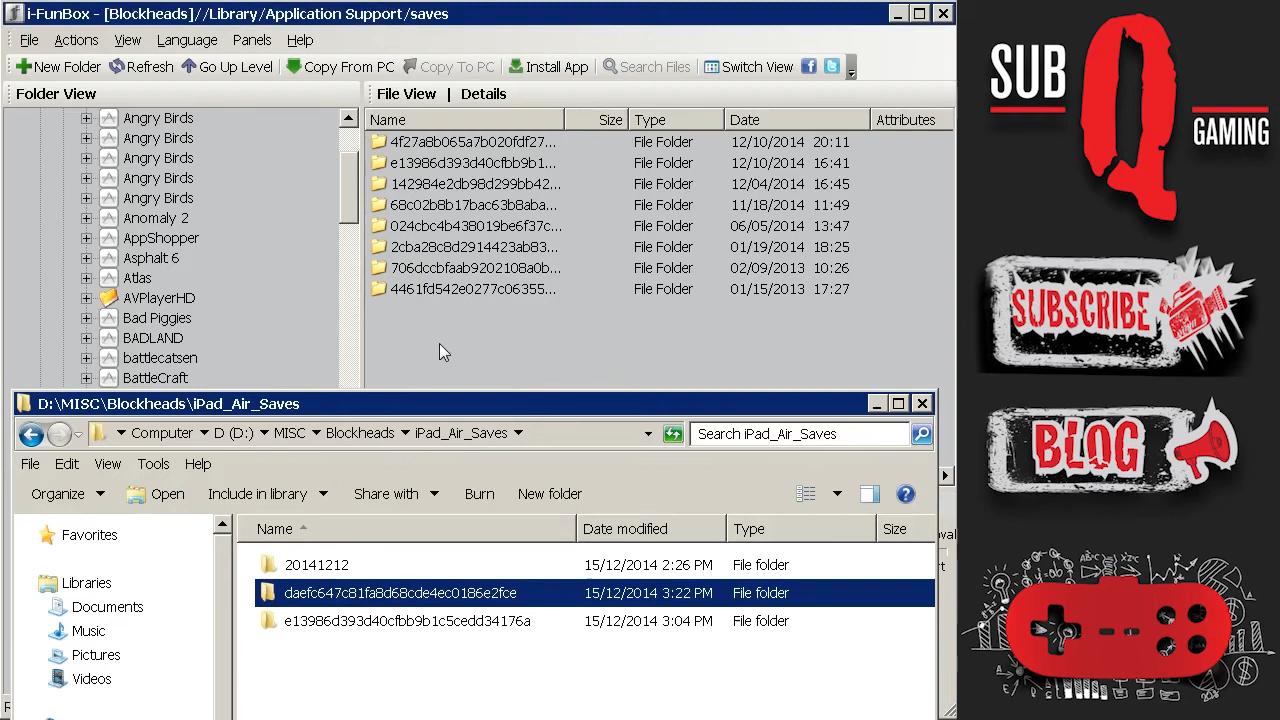 i-FunBox - [Blockheads]//Library/Application Support/saves
File Actions View Language Panels Help
New Folder Refresh Go Up Level Copy From PC Copy To PC Install App Search Files Switch View
Folder View
File View | Details
Name Size Type Date Attributes
Angry Birds
Angry Birds
Angry Birds
Angry Birds
Angry Birds
Anomaly 2
AppShopper
Asphalt 6
Atlas
AVPlayerHD
Bad Piggies
BADLAND
battlecatsen
BattleCraft
4f27a8b065a7b000fdf27... File Folder 12/10/2014 20:11
e13986d393d40cfbb9b1... File Folder 12/10/2014 16:41
142984e2db98d299bb42... File Folder 12/04/2014 16:45
68c02b8b17bac63b8aba... File Folder 11/18/2014 11:49
024cbc4b438019be6f37c... File Folder 06/05/2014 13:47
2cba28c8d2914423ab83... File Folder 01/19/2014 18:25
706dccbfaab9202108a0b... File Folder 02/09/2013 10:26
4461d542e0277c06355... File Folder 01/15/2013 17:27
D:\MISC\Blockheads\iPad_Air_Saves
Computer D (D:) MISC Blockheads iPad_Air_Saves Search iPad_Air_Saves
File Edit View Tools Help
Organize Open Include in library Share with Burn New folder
Favorites
Libraries
Documents
Music
Pictures
Videos
Name Date modified Type Size
20141212 15/12/2014 2:26 PM File folder
daefc647c81fa8d68cde4ec0186e2fce 15/12/2014 3:22 PM File folder
e13986d393d40cfbb9b1c5cedd34176a 15/12/2014 3:04 PM File folder
SUB Q
GAMING
SUBSCRIBE
BLOG